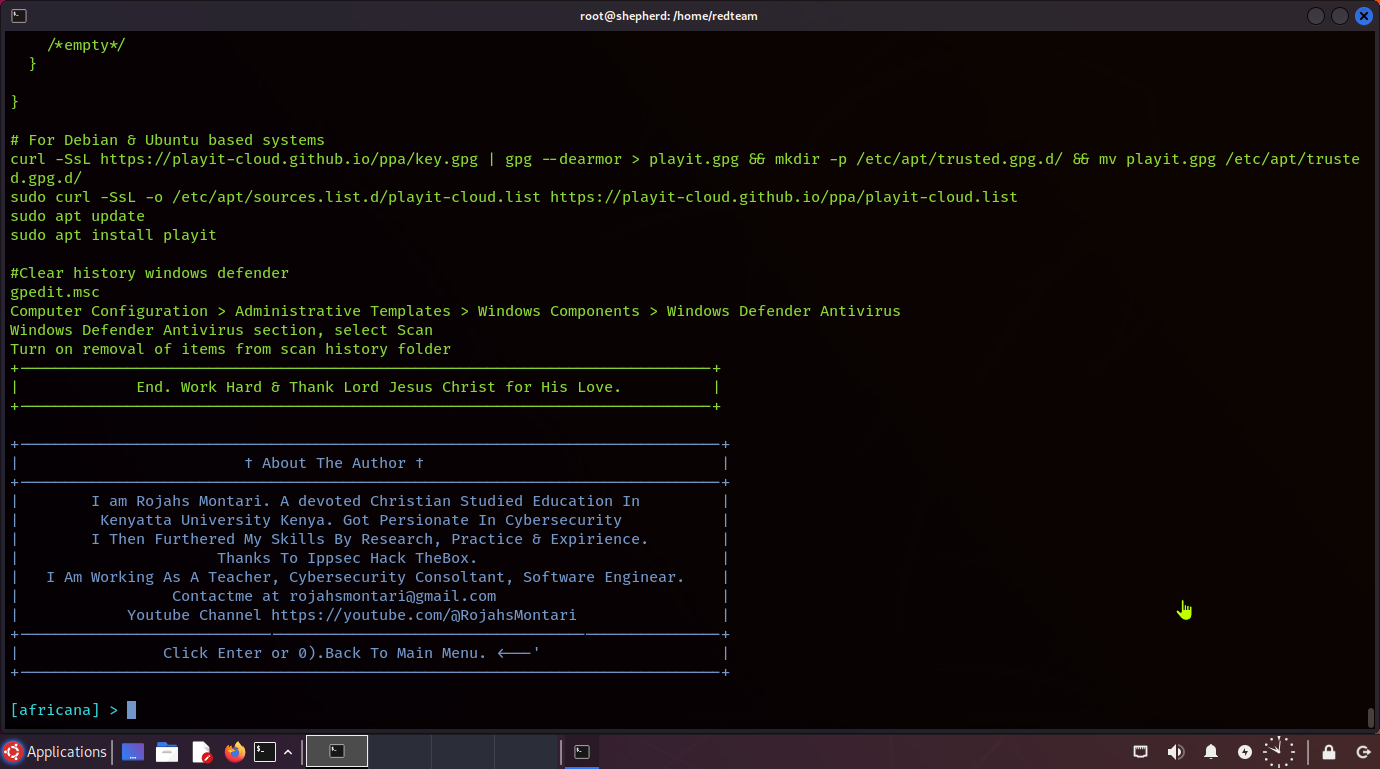 root@shepherd: /home/redteam
/*empty*/
}
}
# For Debian & Ubuntu based systems
curl -SsL https://playit-cloud.github.io/ppa/key.gpg | gpg --dearmor > playit.gpg && mkdir -p /etc/apt/trusted.gpg.d/ && mv playit.gpg /etc/apt/truste
d.gpg.d/
sudo curl -SsL -o /etc/apt/sources.list.d/playit-cloud.list https://playit-cloud.github.io/ppa/playit-cloud.list
sudo apt update
sudo apt install playit
#Clear history windows defender
gpedit.msc
Computer Configuration > Administrative Templates > Windows Components > Windows Defender Antivirus
Windows Defender Antivirus section, select Scan
Turn on removal of items from scan history folder
End. Work Hard & Thank Lord Jesus Christ for His Love.
† About The Author †
I am Rojahs Montari. A devoted Christian Studied Education In
Kenyatta University Kenya. Got Persionate In Cybersecurity
I Then Furthered My Skills By Research, Practice & Expirience.
Thanks To Ippsec Hack TheBox.
I Am Working As A Teacher, Cybersecurity Consoltant, Software Enginear.
Contactme at rojahsmontari@gmail.com
Youtube Channel https://youtube.com/@RojahsMontari
Click Enter or 0).Back To Main Menu. <---'
[africana] >
Applications